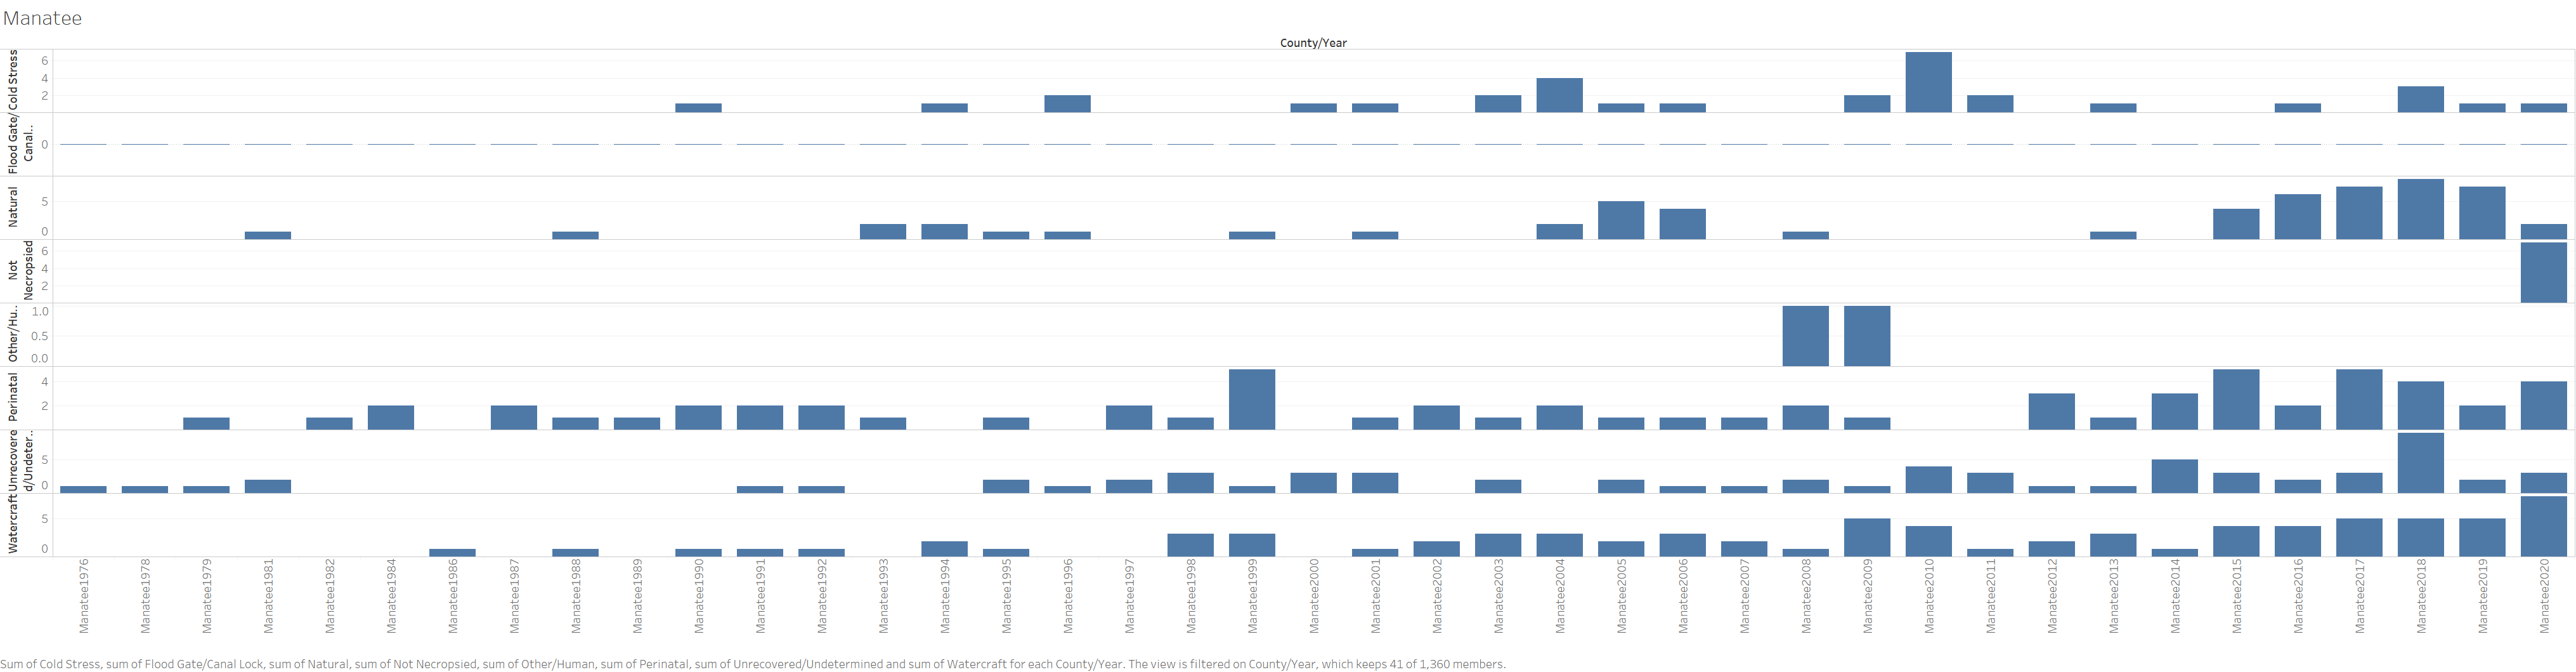 Manatee
County/Year
Cold Stress
6
4
2
Flood Gate/
Canal..
0
Natural
5
0
Not
Necropsied
6
4
2
Other/Hu..
1.0
0.5
0.0
Perinatal
4
2
Unrecovere
d/Undeter..
5
0
Watercraft
5
0
Manatee1976
Manatee1978
Manatee1979
Manatee1981
Manatee1982
Manatee1984
Manatee1986
Manatee1987
Manatee1988
Manatee1989
Manatee1990
Manatee1991
Manatee1992
Manatee1993
Manatee1994
Manatee1995
Manatee1996
Manatee1997
Manatee1998
Manatee1999
Manatee2000
Manatee2001
Manatee2002
Manatee2003
Manatee2004
Manatee2005
Manatee2006
Manatee2007
Manatee2008
Manatee2009
Manatee2010
Manatee2011
Manatee2012
Manatee2013
Manatee2014
Manatee2015
Manatee2016
Manatee2017
Manatee2018
Manatee2019
Manatee2020
Sum of Cold Stress, sum of Flood Gate/Canal Lock, sum of Natural, sum of Not Necropsied, sum of Other/Human, sum of Perinatal, sum of Unrecovered/Undetermined and sum of Watercraft for each County/Year. The view is filtered on County/Year, which keeps 41 of 1,360 members.